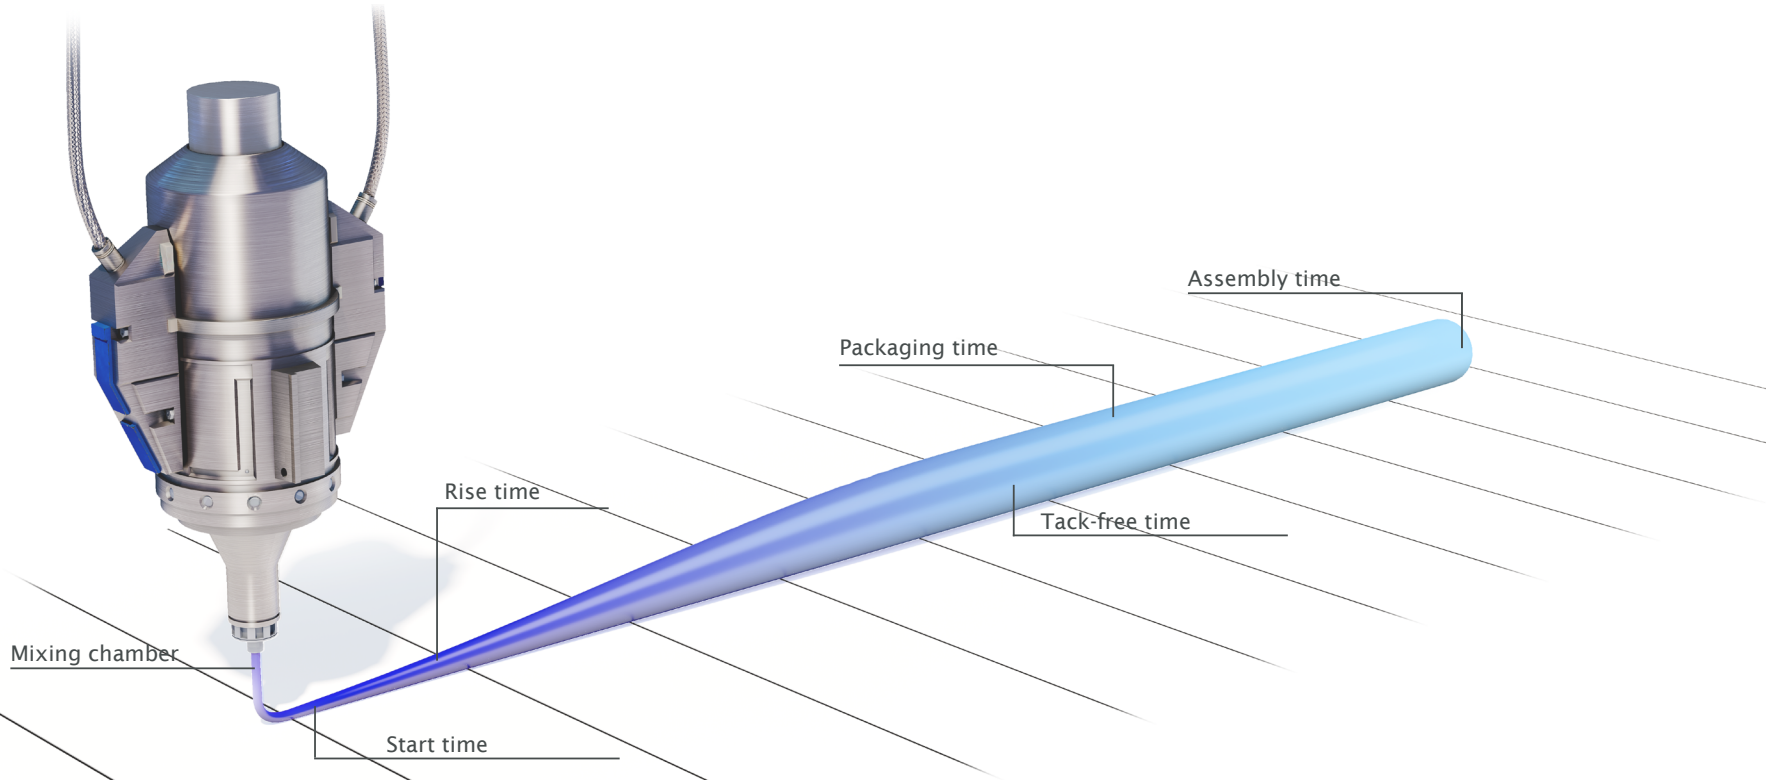 Assembly time
Packaging time
Rise time
Tack-free time
Mixing chamber
Start time